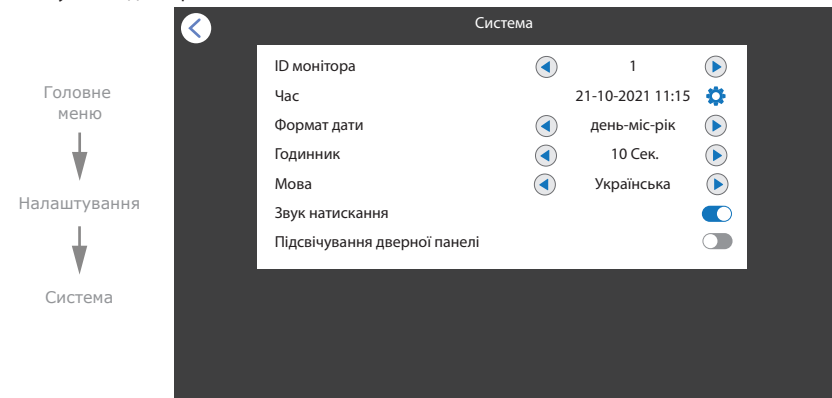 Система
ID монітора 1
Час 21-10-2021 11:15
Формат дати день-міс-рік
Годинник 10 Сек.
Мова Українська
Звук натискання
Підсвічування дверної панелі
Головне
меню
Налаштування
Система